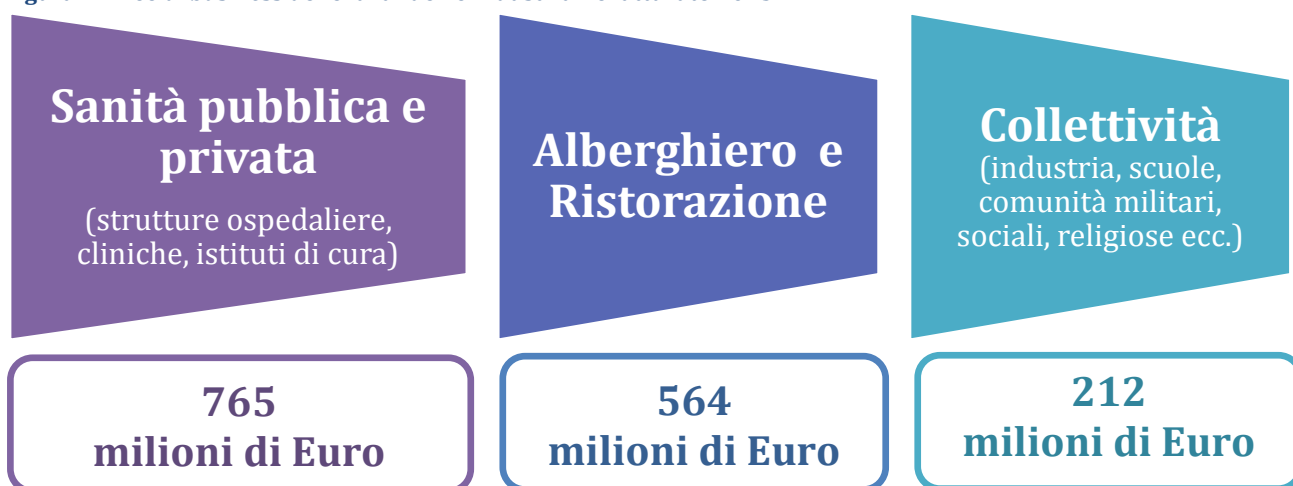 Sanità pubblica e
privata
(strutture ospedaliere,
cliniche, istituti di cura)
Alberghiero e
Ristorazione
Collettività
(industria, scuole,
comunità militari,
sociali, religiose ecc.)
765
milioni di Euro
564
milioni di Euro
212
milioni di Euro